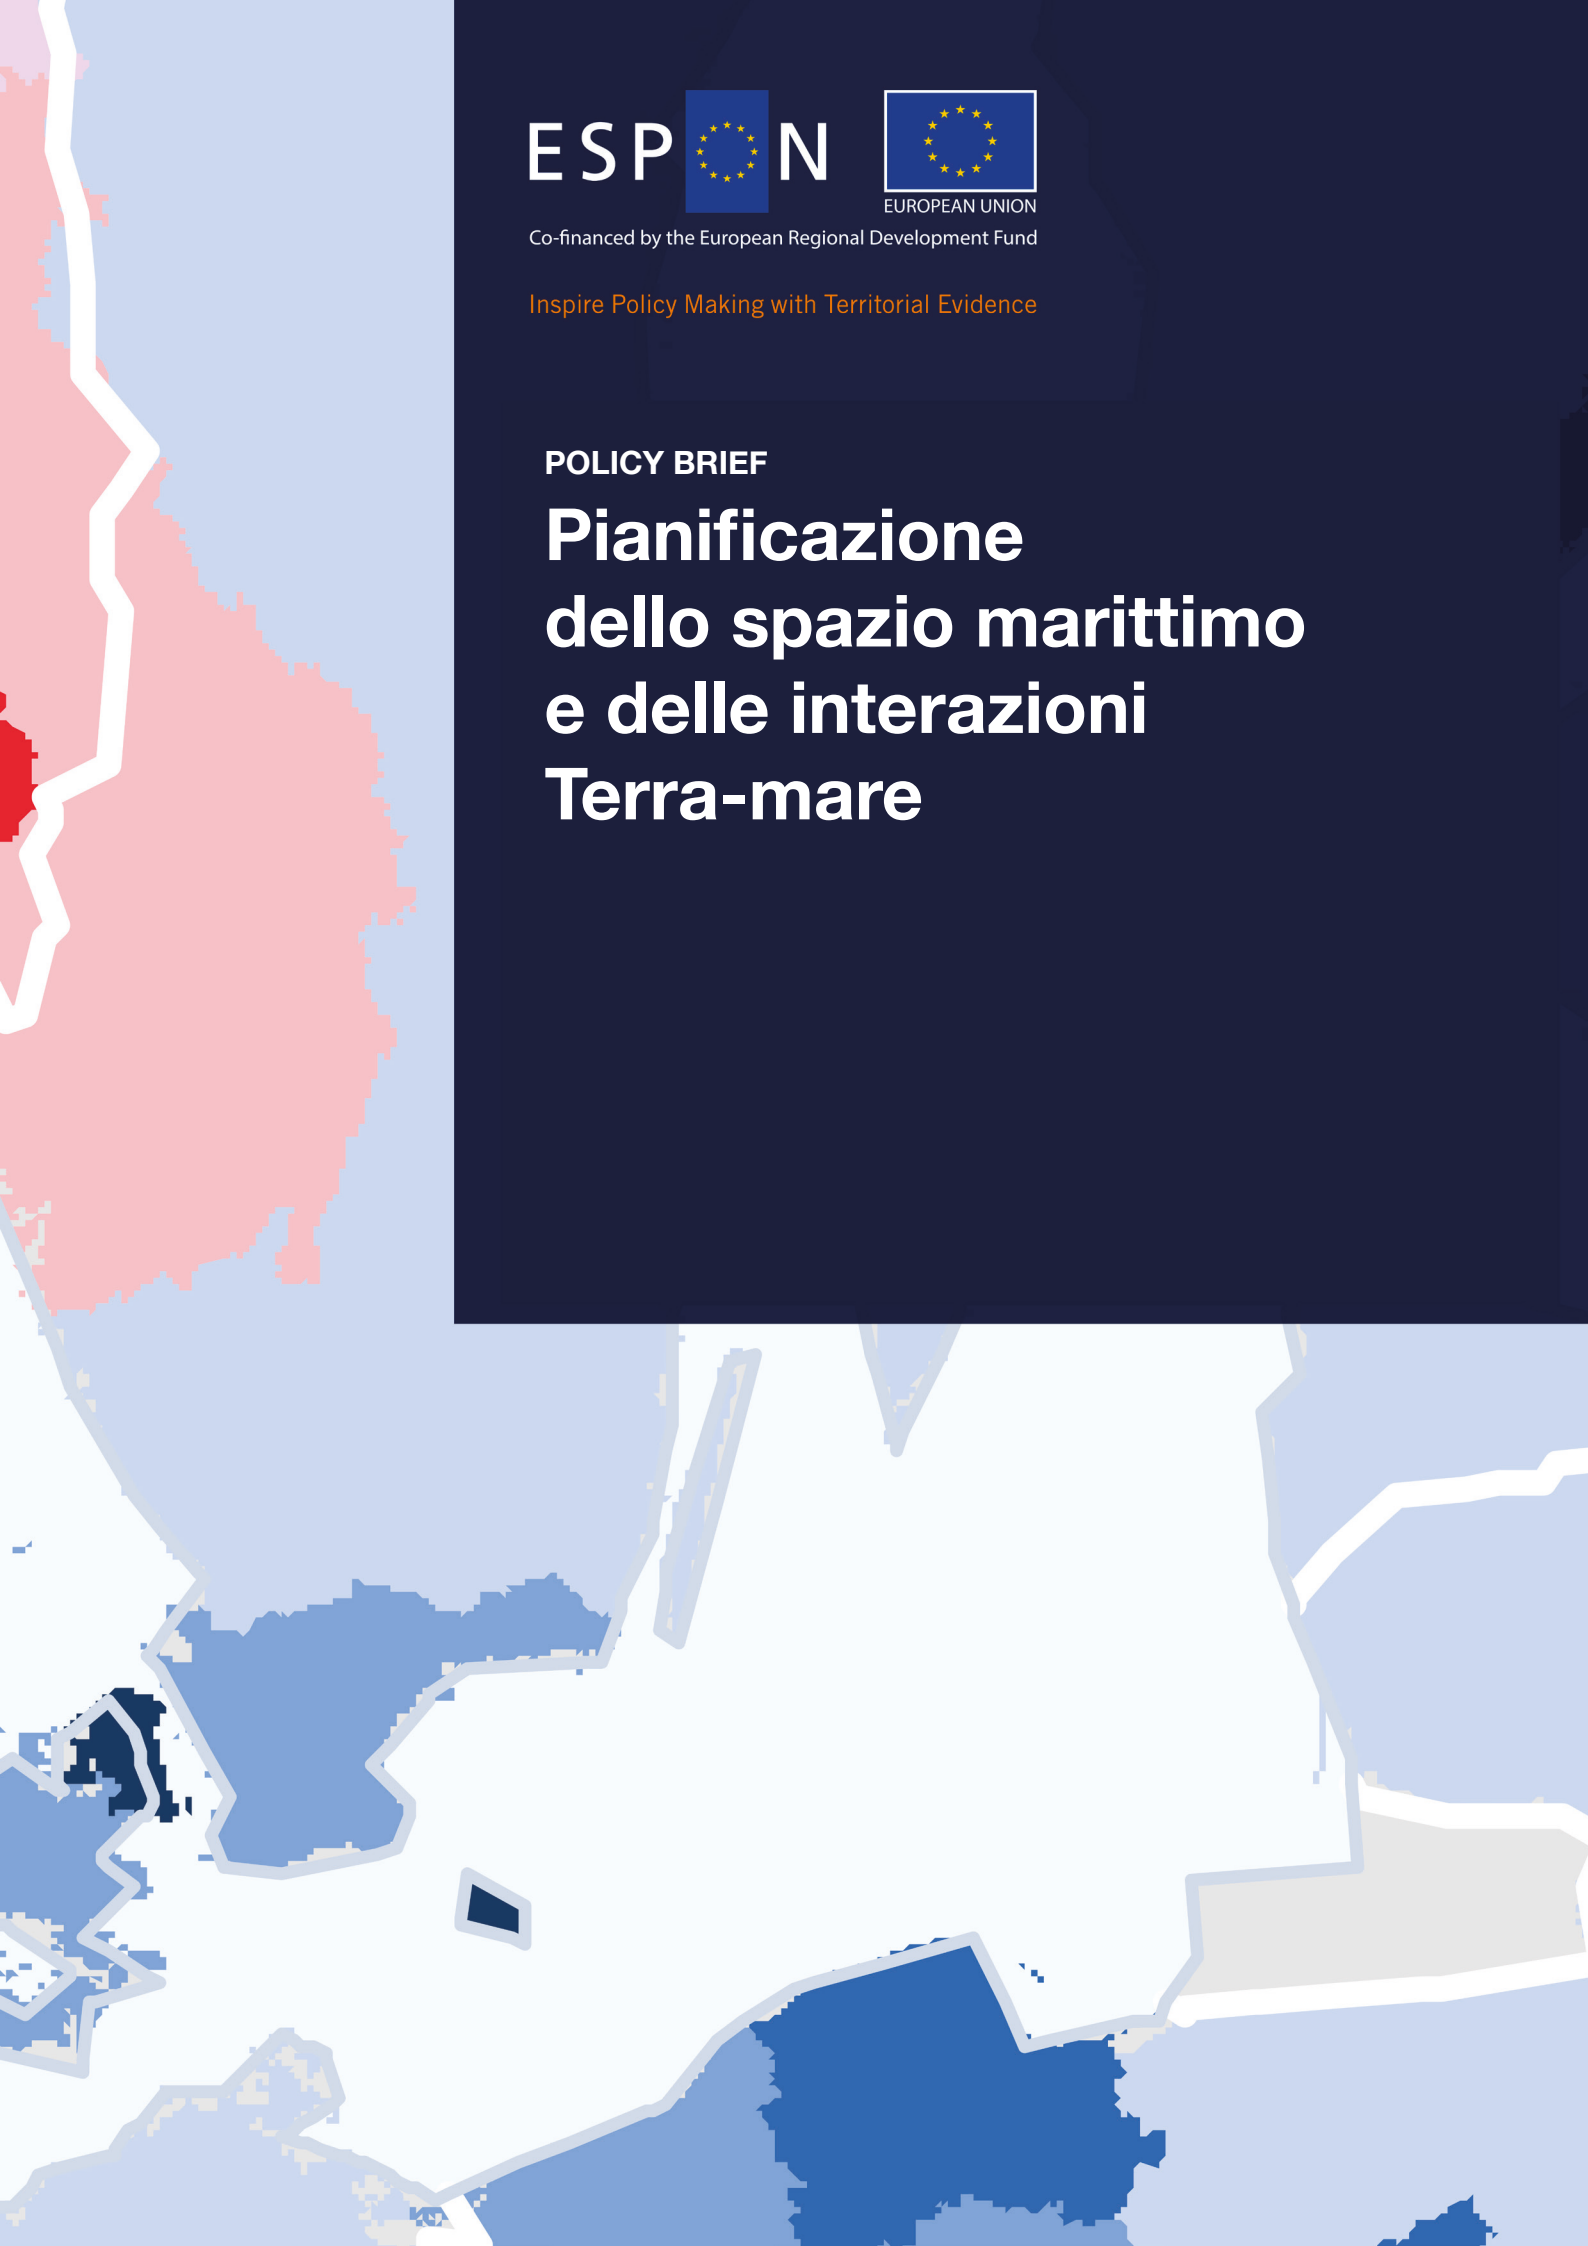 ESPON
EUROPEAN UNION
Co-financed by the European Regional Development Fund
Inspire Policy Making with Territorial Evidence
POLICY BRIEF
Pianificazione
dello spazio marittimo
e delle interazioni
Terra-mare